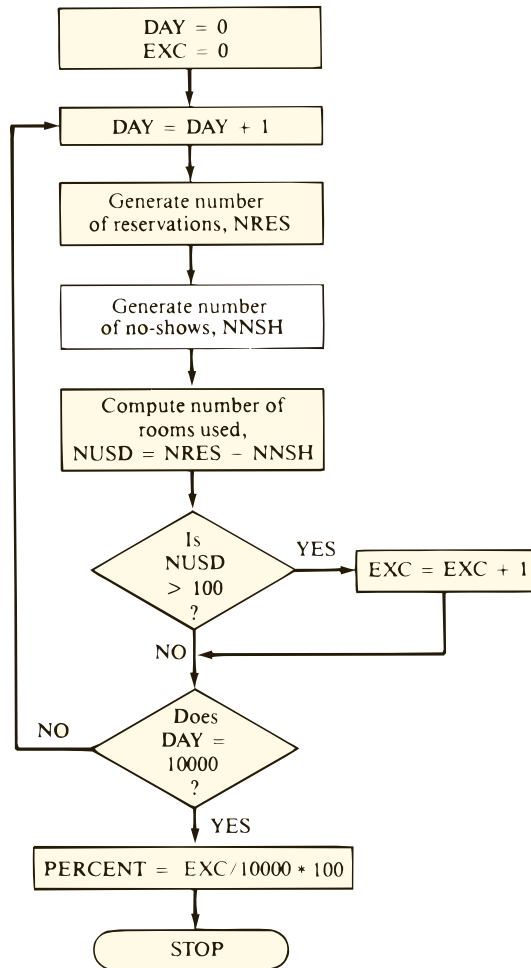 DAY = 0
EXC = 0
DAY = DAY + 1
Generate number
of reservations, NRES
Generate number
of no-shows, NNSH
Compute number of
rooms used,
NUSD = NRES – NNSH
Is
NUSD
> 100
?
YES
EXC = EXC + 1
NO
Does
DAY =
10000
?
NO
YES
PERCENT = EXC/10000 * 100
STOP